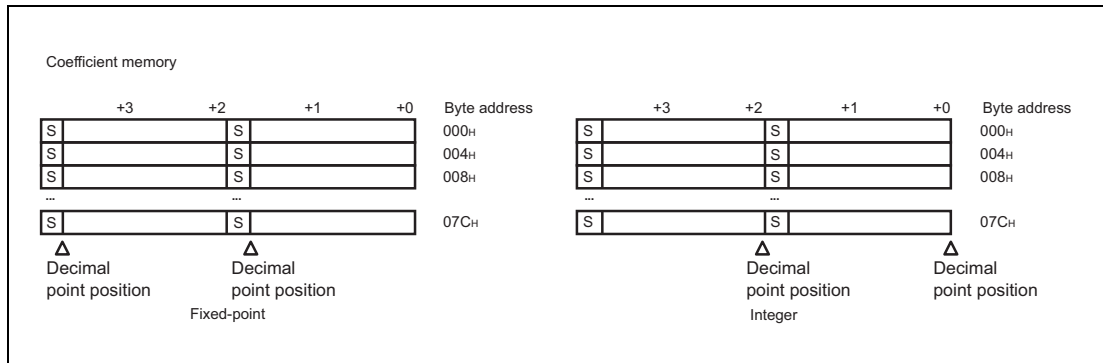 Coefficient memory
+3 +2 +1 +0 Byte address
S S 000H
S S 004H
S S 008H
... ...
S S 07CH
Decimal point position
Decimal point position
Fixed-point
+3 +2 +1 +0 Byte address
S S 000H
S S 004H
S S 008H
... ...
S S 07CH
Decimal point position
Decimal point position
Integer